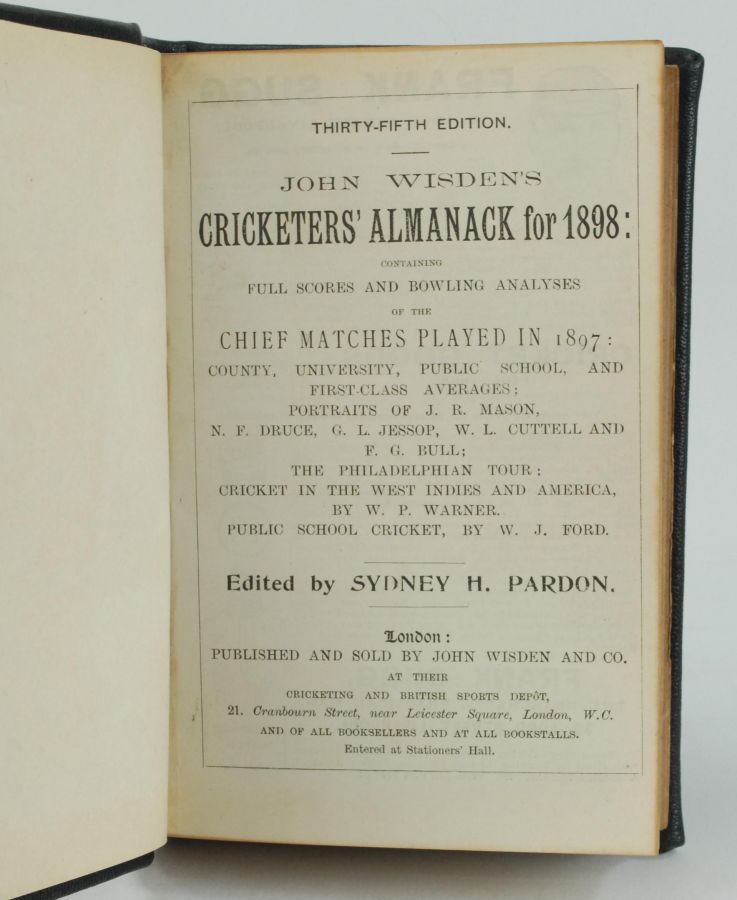 THIRTY-FIFTH EDITION.
JOHN WISDEN'S
CRICKETERS' ALMANACK for 1898:
CONTAINING
FULL SCORES AND BOWLING ANALYSES
OF THE
CHIEF MATCHES PLAYED IN 1897:
COUNTY, UNIVERSITY, PUBLIC SCHOOL, AND
FIRST-CLASS AVERAGES;
PORTRAITS OF J. R. MASON,
N. F. DRUCE, G. L. JESSOP, W. L. CUTTELL AND
F. G. BULL;
THE PHILADELPHIAN TOUR;
CRICKET IN THE WEST INDIES AND AMERICA,
BY W. P. WARNER.
PUBLIC SCHOOL CRICKET, BY W. J. FORD.
Edited by SYDNEY H. PARDON.
London:
PUBLISHED AND SOLD BY JOHN WISDEN AND CO.
AT THEIR
CRICKETING AND BRITISH SPORTS DEPÔT,
21. Cranbourn Street, near Leicester Square, London, W.C.
AND OF ALL BOOKSELLERS AND AT ALL BOOKSTALLS.
Entered at Stationers' Hall.